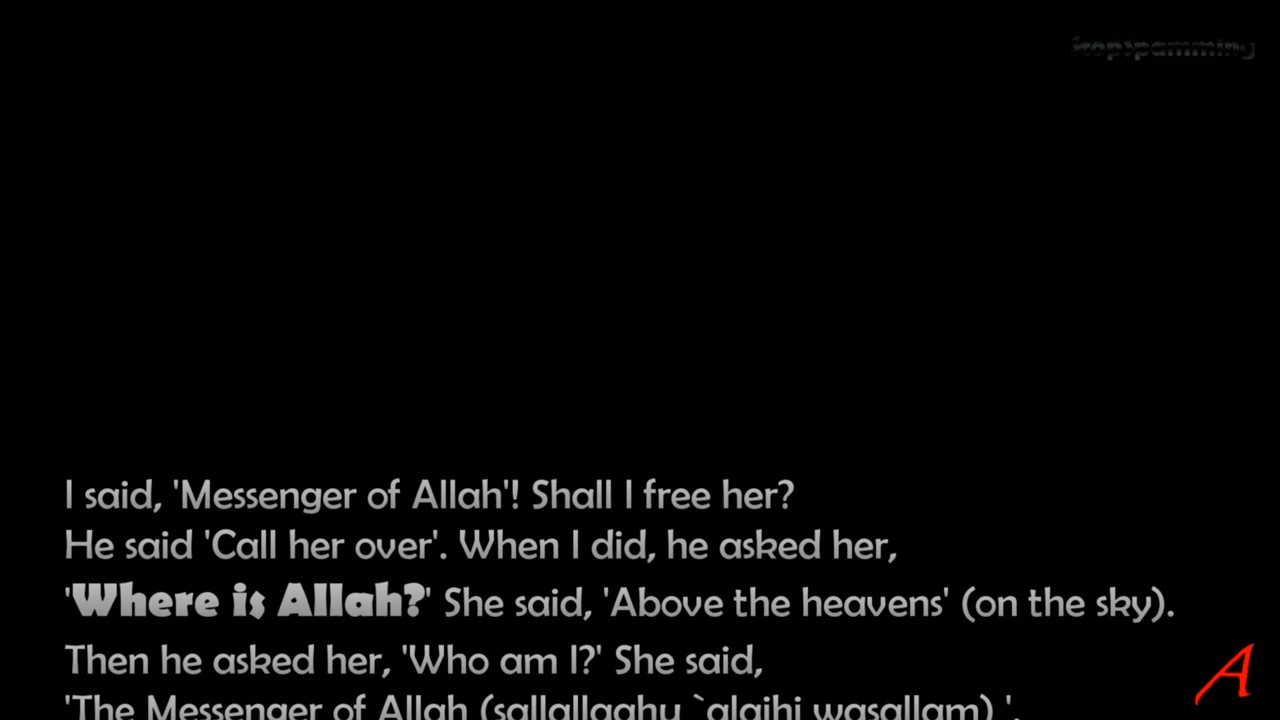 stopspamming
I said, 'Messenger of Allah'! Shall I free her?
He said 'Call her over'. When I did, he asked her,
'Where is Allah?' She said, 'Above the heavens' (on the sky).
Then he asked her, 'Who am I?' She said,
'The Messenger of Allah (sallallaahu `alaihi wasallam) '.
A